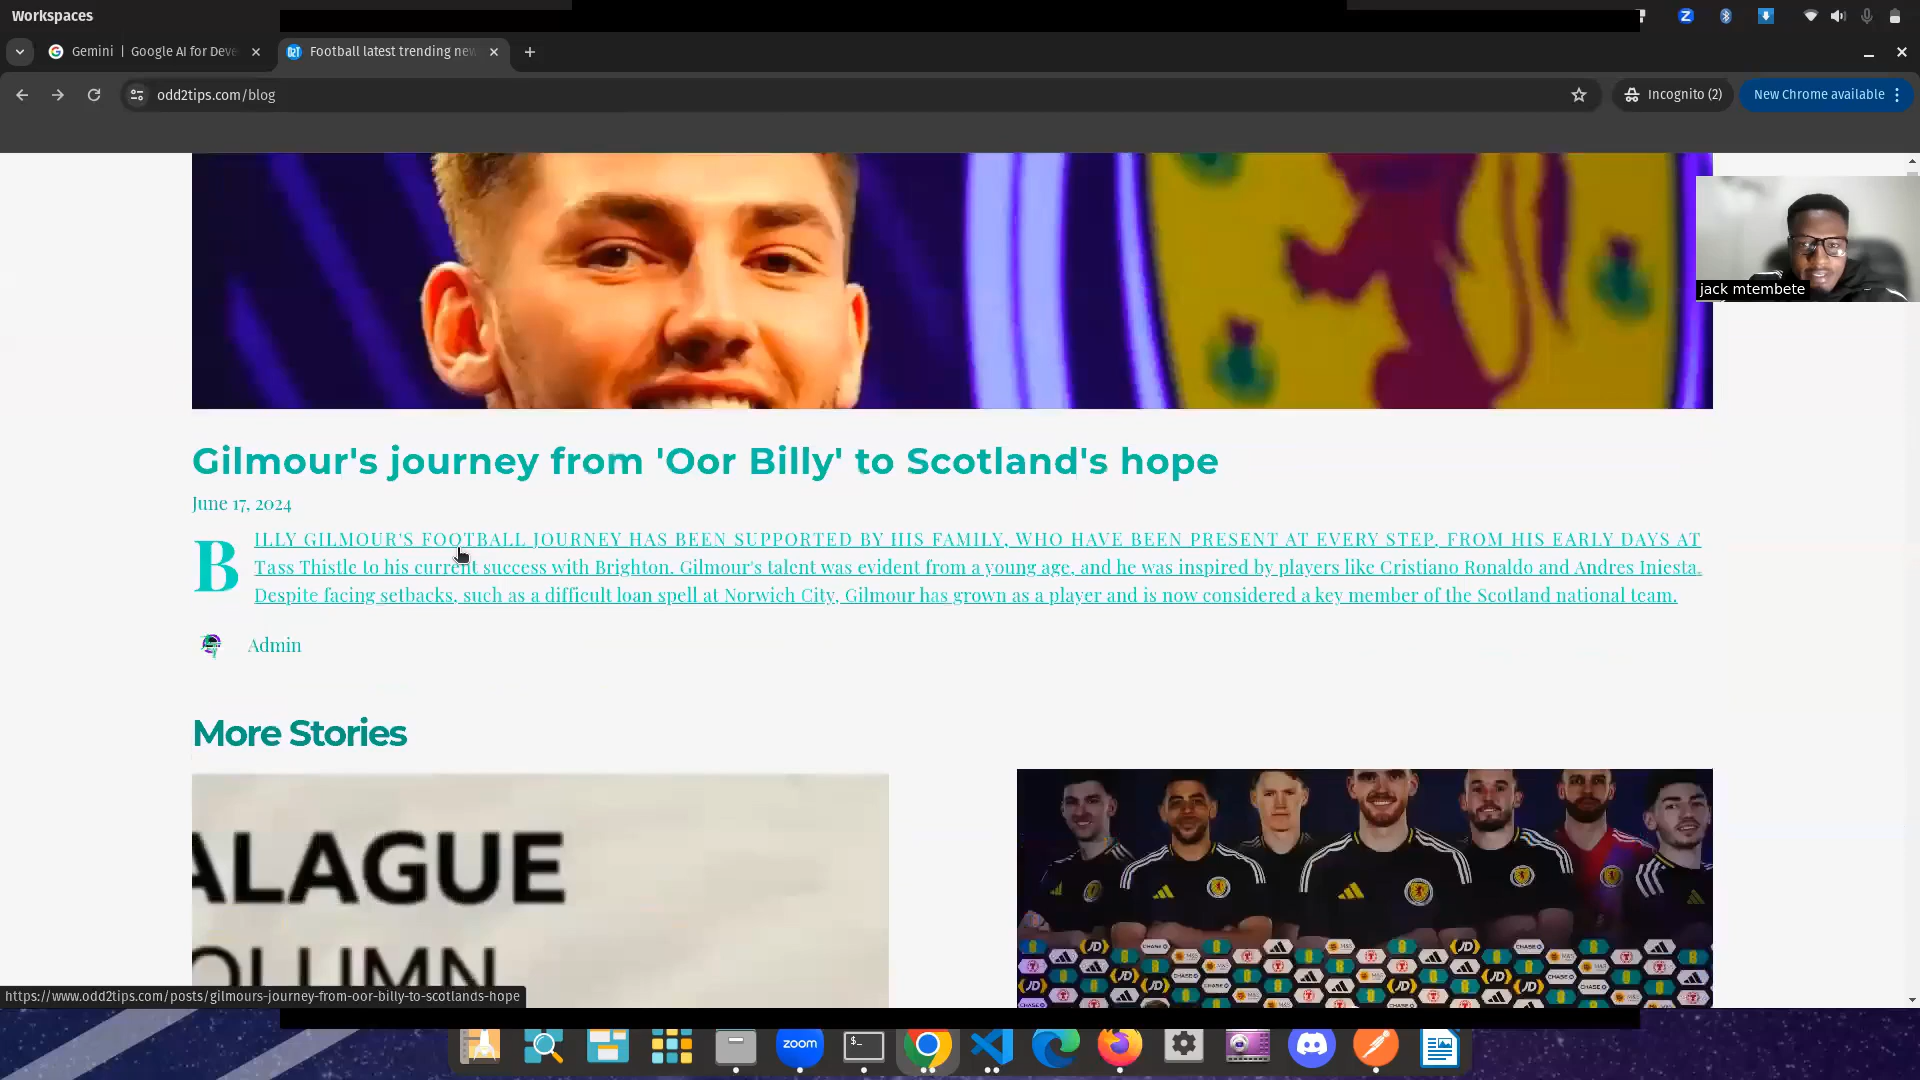 Workspaces
Gemini | Google AI for Deve
Football latest trending new
odd2tips.com/blog
Incognito (2)
New Chrome available
jack mtembete
Gilmour's journey from 'Oor Billy' to Scotland's hope
June 17, 2024
BILLY GILMOUR'S FOOTBALL JOURNEY HAS BEEN SUPPORTED BY HIS FAMILY, WHO HAVE BEEN PRESENT AT EVERY STEP, FROM HIS EARLY DAYS AT
Tass Thistle to his current success with Brighton. Gilmour's talent was evident from a young age, and he was inspired by players like Cristiano Ronaldo and Andres Iniesta.
Despite facing setbacks, such as a difficult loan spell at Norwich City, Gilmour has grown as a player and is now considered a key member of the Scotland national team.
Admin
More Stories
ALAGUE
OLUMN
JD
CHASE
https://www.odd2tips.com/posts/gilmours-journey-from-oor-billy-to-scotlands-hope
zoom